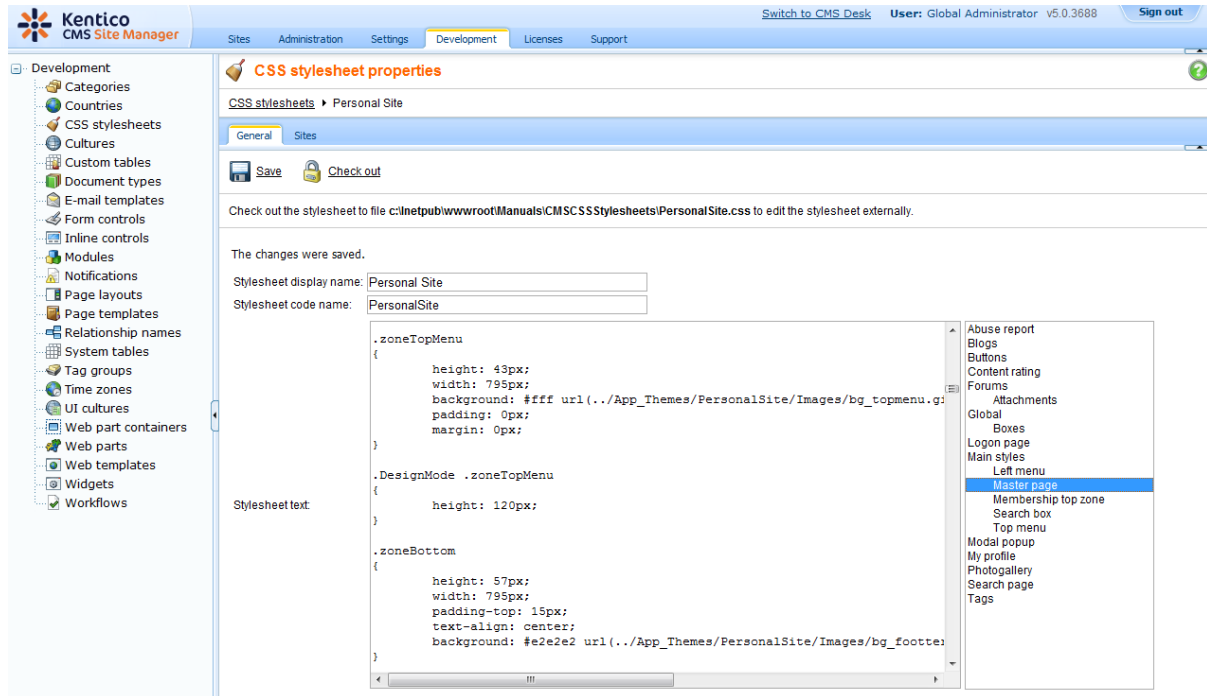 Kentico
CMS Site Manager
Switch to CMS Desk User: Global Administrator v5.0.3688 Sign out
Sites Administration Settings Development Licenses Support
Development
Categories
Countries
CSS stylesheets
Cultures
Custom tables
Document types
E-mail templates
Form controls
Inline controls
Modules
Notifications
Page layouts
Page templates
Relationship names
System tables
Tag groups
Time zones
UI cultures
Web part containers
Web parts
Web templates
Widgets
Workflows
CSS stylesheet properties
CSS stylesheets Personal Site
General Sites
Save Check out
Check out the stylesheet to file c:\Inetpub\wwwroot\Manuals\CMSCSSStylesheets\PersonalSite.css to edit the stylesheet externally.
The changes were saved.
Stylesheet display name: Personal Site
Stylesheet code name: PersonalSite
Stylesheet text:
.zoneTopMenu
{
height: 43px;
width: 795px;
background: #fff url(../App_Themes/PersonalSite/Images/bg_topmenu.gi
padding: 0px;
margin: 0px;
}
.DesignMode .zoneTopMenu
{
height: 120px;
}
.zoneBottom
{
height: 57px;
width: 795px;
padding-top: 15px;
text-align: center;
background: #e2e2e2 url(../App_Themes/PersonalSite/Images/bg_footte
}
Abuse report
Blogs
Buttons
Content rating
Forums
Attachments
Global
Boxes
Logon page
Main styles
Left menu
Master page
Membership top zone
Search box
Top menu
Modal popup
My profile
Photogallery
Search page
Tags